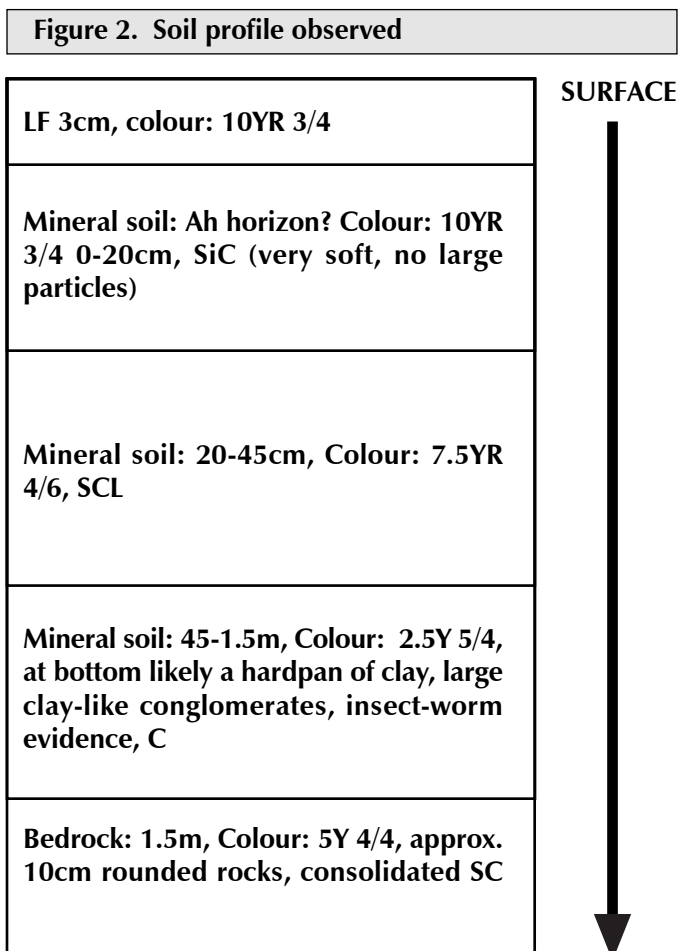 Figure 2. Soil profile observed
SURFACE
LF 3cm, colour: 10YR 3/4
Mineral soil: Ah horizon? Colour: 10YR
3/4 0-20cm, SiC (very soft, no large
particles)
Mineral soil: 20-45cm, Colour: 7.5YR
4/6, SCL
Mineral soil: 45-1.5m, Colour: 2.5Y 5/4,
at bottom likely a hardpan of clay, large
clay-like conglomerates, insect-worm
evidence, C
Bedrock: 1.5m, Colour: 5Y 4/4, approx.
10cm rounded rocks, consolidated SC